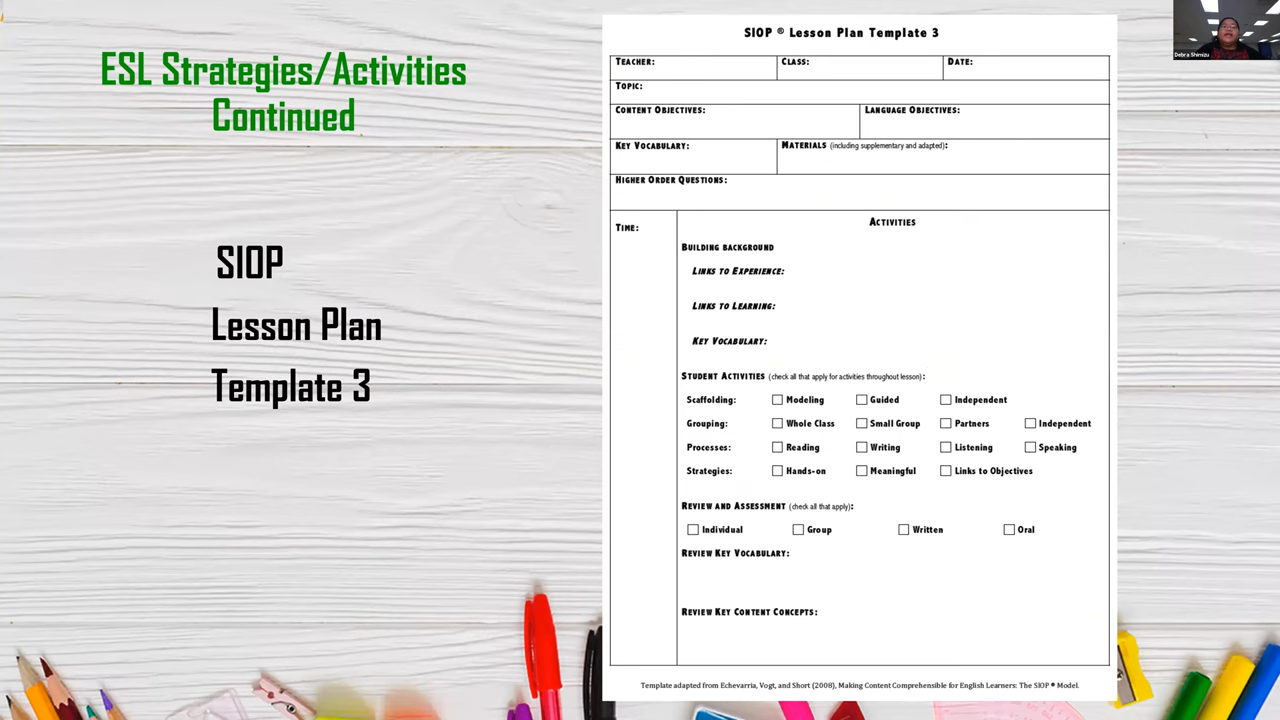 ESL Strategies/Activities
Continued
SIOP
Lesson Plan
Template 3
SIOP ® Lesson Plan Template 3
TEACHER: CLASS: DATE:
TOPIC:
CONTENT OBJECTIVES: LANGUAGE OBJECTIVES:
KEY VOCABULARY: MATERIALS (including supplementary and adapted):
HIGHER ORDER QUESTIONS:
TIME:
ACTIVITIES
BUILDING BACKGROUND
LINKS TO EXPERIENCE:
LINKS TO LEARNING:
KEY VOCABULARY:
STUDENT ACTIVITIES (check all that apply for activities throughout lesson):
Scaffolding: Modeling Guided Independent
Grouping: Whole Class Small Group Partners Independent
Processes: Reading Writing Listening Speaking
Strategies: Hands-on Meaningful Links to Objectives
REVIEW AND ASSESSMENT (check all that apply):
Individual Group Written Oral
REVIEW KEY VOCABULARY:
REVIEW KEY CONTENT CONCEPTS:
Template adapted from Echevarria, Vogt, and Short (2008), Making Content Comprehensible for English Learners: The SIOP ® Model.
Debra Shimizu